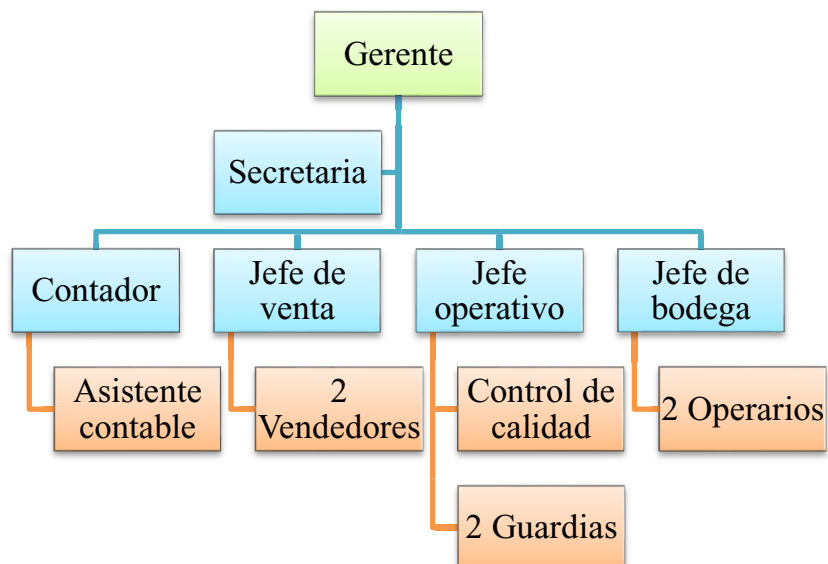 Gerente
Secretaria
Contador
Jefe de
venta
Jefe
operativo
Jefe de
bodega
Asistente
contable
2
Vendedores
Control de
calidad
2 Operarios
2 Guardias